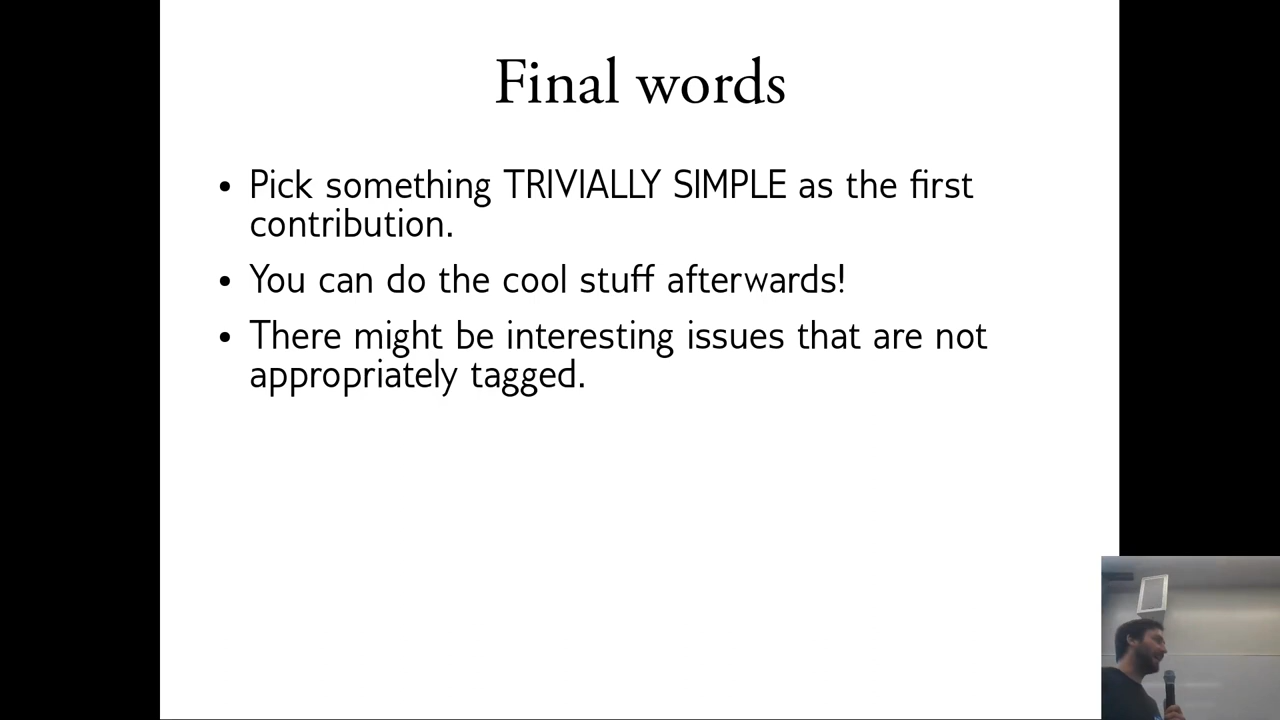 Final words
• Pick something TRIVIALLY SIMPLE as the first
contribution.
• You can do the cool stuff afterwards!
• There might be interesting issues that are not
appropriately tagged.